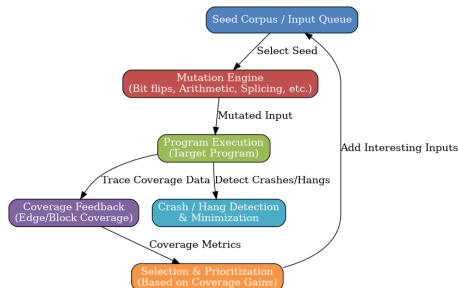 Seed Corpus / Input Queue
Select Seed
Mutation Engine
(Bit flips, Arithmetic, Splicing, etc.)
Mutated Input
Program Execution
(Target Program)
Add Interesting Inputs
Trace Coverage Data
Detect Crashes/Hangs
Coverage Feedback
(Edge/Block Coverage)
Crash / Hang Detection
& Minimization
Coverage Metrics
Selection & Prioritization
(Based on Coverage Gains)